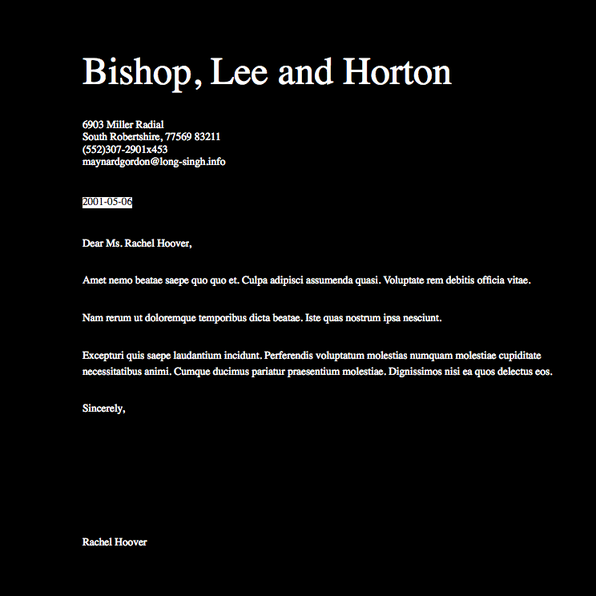 Bishop, Lee and Horton
6903 Miller Radial
South Robertshire, 77569 83211
(552)307-2901x453
maynardgordon@long-singh.info
2001-05-06
Dear Ms. Rachel Hoover,
Amet nemo beatae saepe quo quo et. Culpa adipisci assumenda quasi. Voluptate rem debitis officia vitae.
Nam rerum ut doloremque temporibus dicta beatae. Iste quas nostrum ipsa nesciunt.
Excepturi quis saepe laudantium incidunt. Perferendis voluptatum molestias numquam molestiae cupiditate
necessitatibus animi. Cumque ducimus pariatur praesentium molestiae. Dignissimos nisi ea quos delectus eos.
Sincerely,
Rachel Hoover